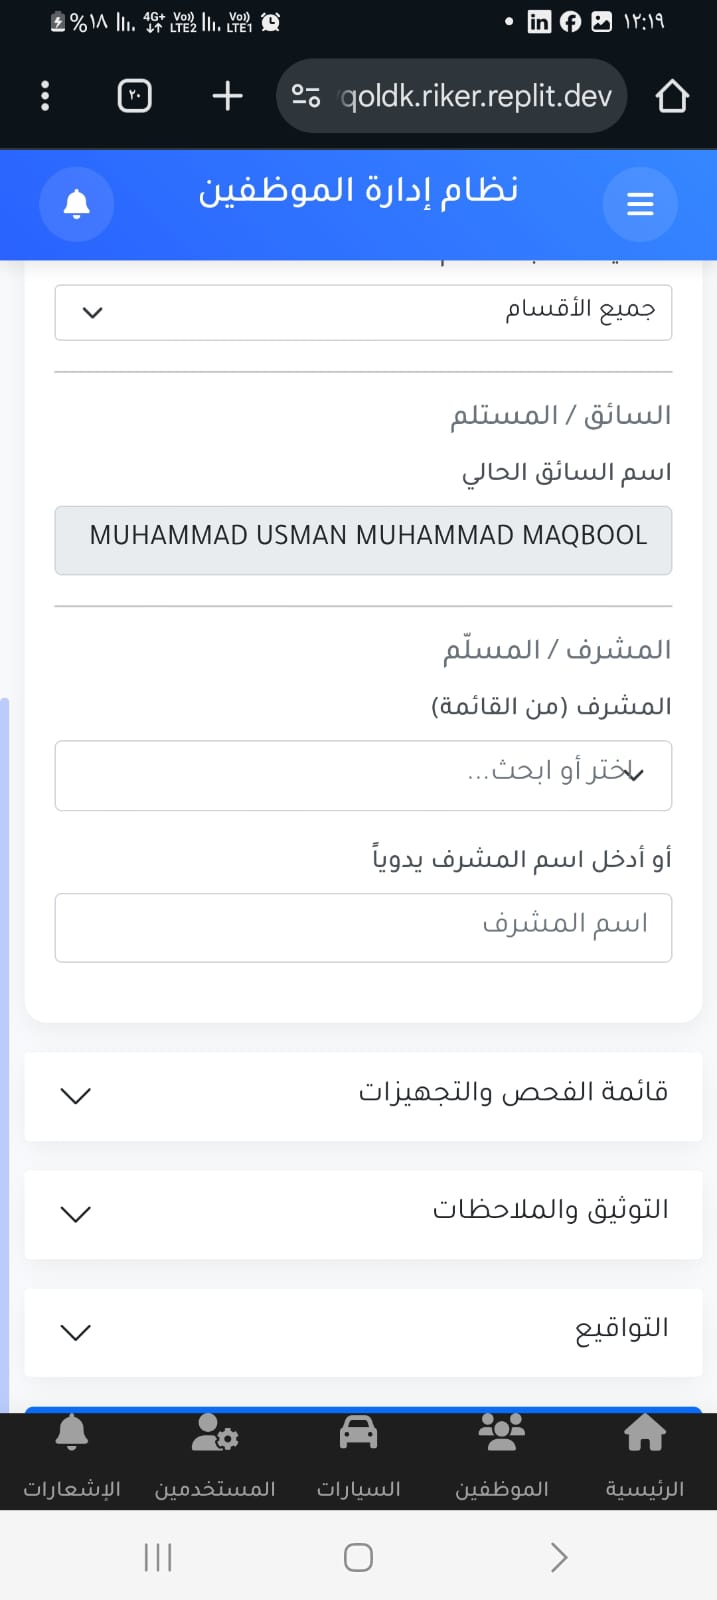 ١٢:١٩
%١٨ 4G+ Vo)) LTE2 Vo)) LTE1
qoldk.riker.replit.dev
٢٠
نظام إدارة الموظفين
جميع الأقسام
السائق / المستلم
اسم السائق الحالي
MUHAMMAD USMAN MUHAMMAD MAQBOOL
المشرف / المسلّم
المشرف (من القائمة)
اختر أو ابحث...
أو أدخل اسم المشرف يدوياً
اسم المشرف
قائمة الفحص والتجهيزات
التوثيق والملاحظات
التواقيع
الرئيسية
الموظفين
السيارات
المستخدمين
الإشعارات